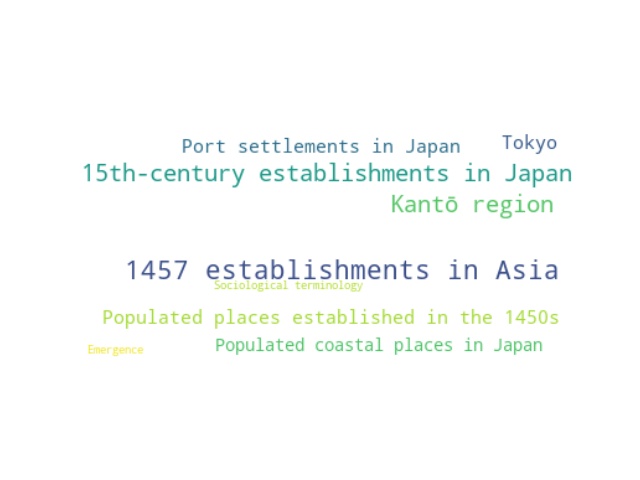 Port settlements in Japan
Tokyo
15th-century establishments in Japan
Kantō region
1457 establishments in Asia
Sociological terminology
Populated places established in the 1450s
Populated coastal places in Japan
Emergence